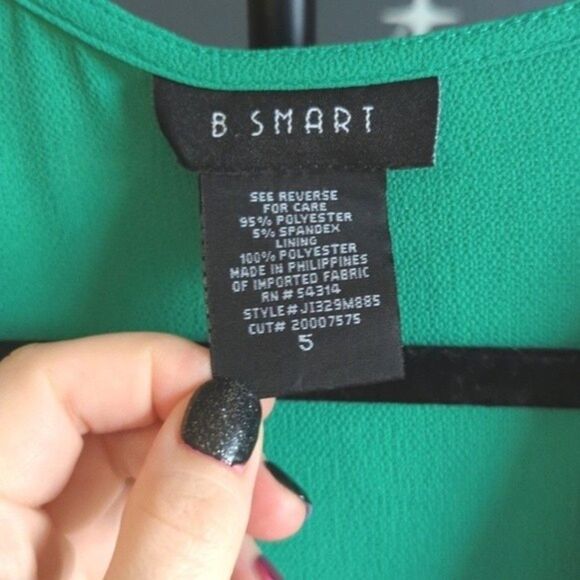 B. SMART
SEE REVERSE
FOR CARE
95% POLYESTER
5% SPANDEX
LINING
100% POLYESTER
MADE IN PHILIPPINES
OF IMPORTED FABRIC
RN # 54314
STYLE# JI329M885
CUT# 20007575
5